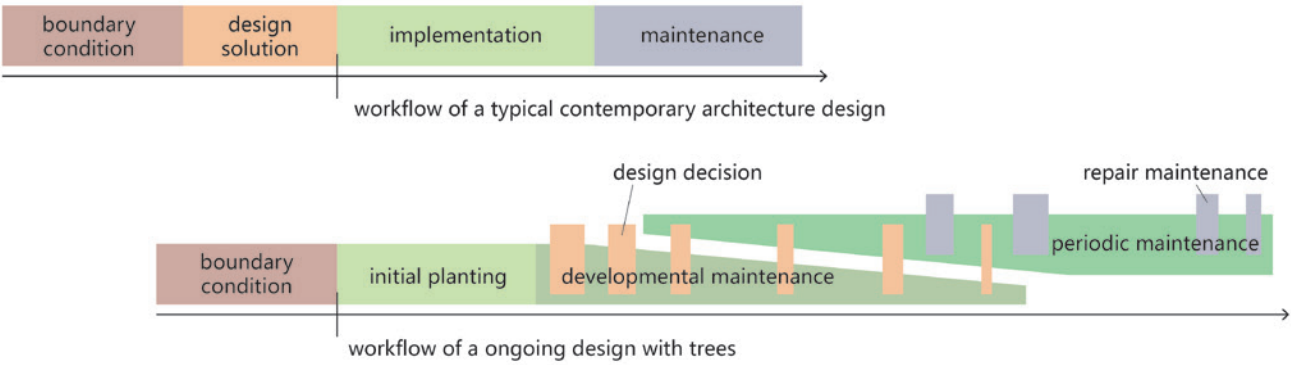 boundary
condition
design
solution
implementation
maintenance
workflow of a typical contemporary architecture design
design decision
repair maintenance
periodic maintenance
boundary
condition
initial planting
developmental maintenance
workflow of a ongoing design with trees